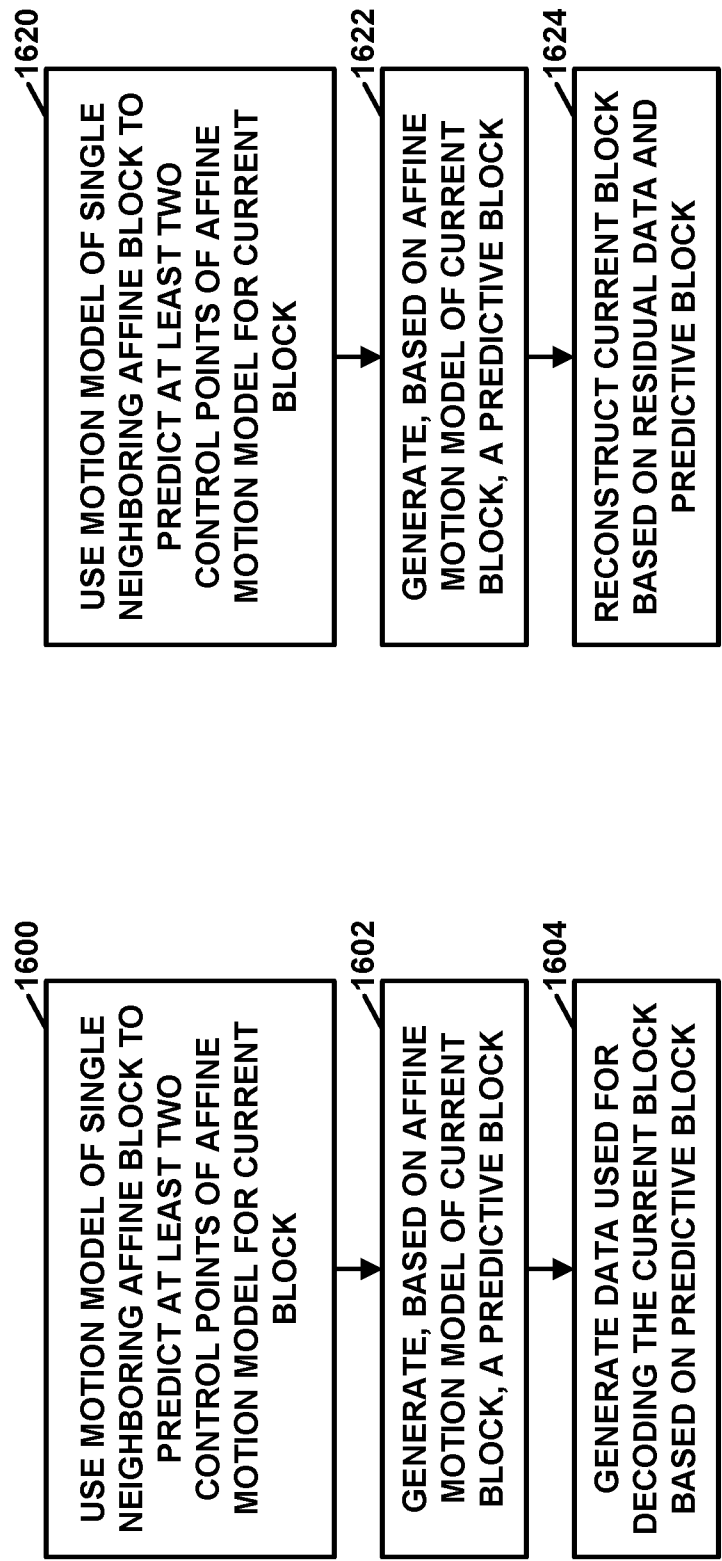 1600
USE MOTION MODEL OF SINGLE
NEIGHBORING AFFINE BLOCK TO
PREDICT AT LEAST TWO
CONTROL POINTS OF AFFINE
MOTION MODEL FOR CURRENT
BLOCK
1602
GENERATE, BASED ON AFFINE
MOTION MODEL OF CURRENT
BLOCK, A PREDICTIVE BLOCK
1604
GENERATE DATA USED FOR
DECODING THE CURRENT BLOCK
BASED ON PREDICTIVE BLOCK
1620
USE MOTION MODEL OF SINGLE
NEIGHBORING AFFINE BLOCK TO
PREDICT AT LEAST TWO
CONTROL POINTS OF AFFINE
MOTION MODEL FOR CURRENT
BLOCK
1622
GENERATE, BASED ON AFFINE
MOTION MODEL OF CURRENT
BLOCK, A PREDICTIVE BLOCK
1624
RECONSTRUCT CURRENT BLOCK
BASED ON RESIDUAL DATA AND
PREDICTIVE BLOCK